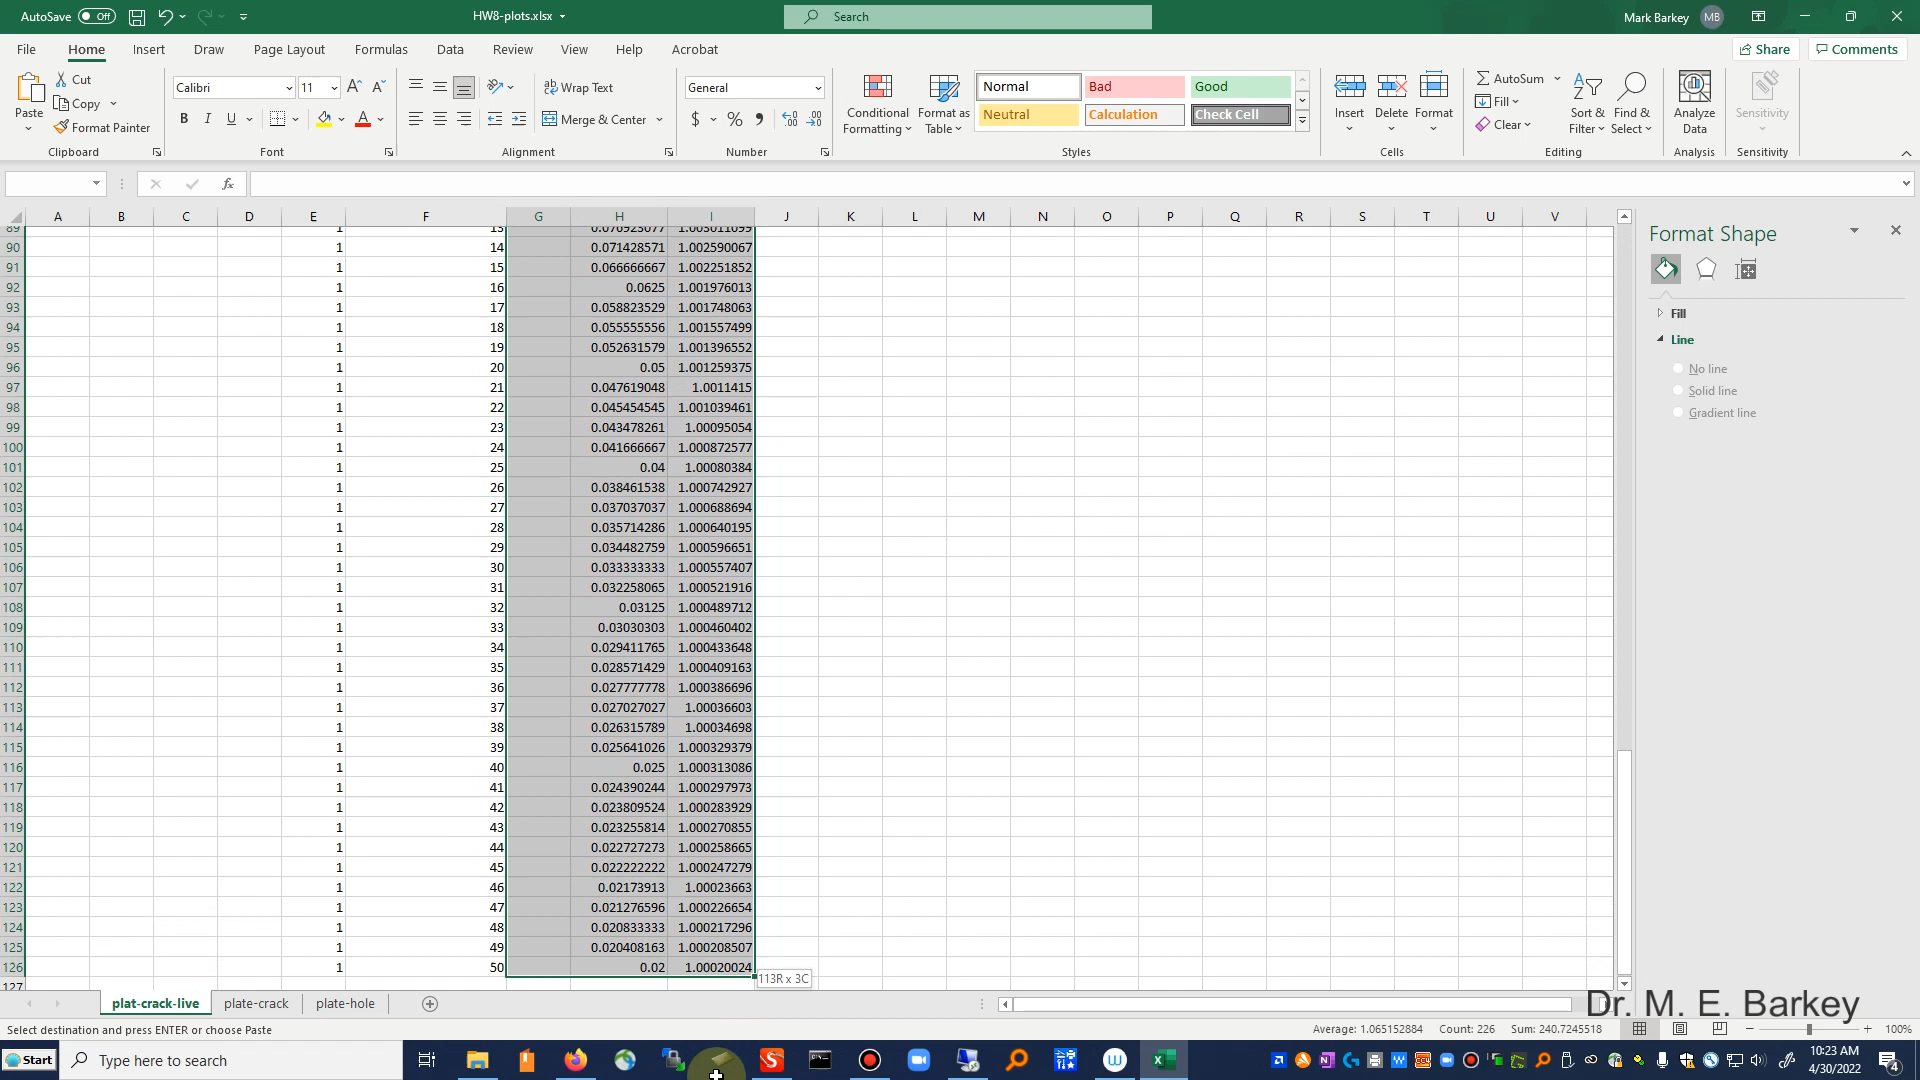 AutoSave Off HW8-plots.xlsx Search Mark Barkey MB
File Home Insert Draw Page Layout Formulas Data Review View Help Acrobat Share Comments
Paste Cut Copy Format Painter Clipboard
Calibri 11 A A B I U A Font
Wrap Text Merge & Center Alignment
General $ % Number
Conditional Formatting Format as Table Normal Bad Good Neutral Calculation Check Cell Styles
Insert Delete Format Cells
AutoSum Fill Clear Sort & Filter Find & Select Editing
Analyze Data Analysis Sensitivity Sensitivity
fx
A B C D E F G H I J K L M N O P Q R S T U V
89 1 13 0.076923077 1.003011099
90 1 14 0.071428571 1.002590067
91 1 15 0.066666667 1.002251852
92 1 16 0.0625 1.001976013
93 1 17 0.058823529 1.001748063
94 1 18 0.055555556 1.001557499
95 1 19 0.052631579 1.001396552
96 1 20 0.05 1.001259375
97 1 21 0.047619048 1.0011415
98 1 22 0.045454545 1.001039461
99 1 23 0.043478261 1.00095054
100 1 24 0.041666667 1.000872577
101 1 25 0.04 1.00080384
102 1 26 0.038461538 1.000742927
103 1 27 0.037037037 1.000688694
104 1 28 0.035714286 1.000640195
105 1 29 0.034482759 1.000596651
106 1 30 0.033333333 1.000557407
107 1 31 0.032258065 1.000521916
108 1 32 0.03125 1.000489712
109 1 33 0.03030303 1.000460402
110 1 34 0.029411765 1.000433648
111 1 35 0.028571429 1.000409163
112 1 36 0.027777778 1.000386696
113 1 37 0.027027027 1.00036603
114 1 38 0.026315789 1.00034698
115 1 39 0.025641026 1.000329379
116 1 40 0.025 1.000313086
117 1 41 0.024390244 1.000297973
118 1 42 0.023809524 1.000283929
119 1 43 0.023255814 1.000270855
120 1 44 0.022727273 1.000258665
121 1 45 0.022222222 1.000247279
122 1 46 0.02173913 1.00023663
123 1 47 0.021276596 1.000226654
124 1 48 0.020833333 1.000217296
125 1 49 0.020408163 1.000208507
126 1 50 0.02 1.00020024
127
113R x 3C
Format Shape
Fill
Line
No line
Solid line
Gradient line
plat-crack-live plate-crack plate-hole
Dr. M. E. Barkey
Select destination and press ENTER or choose Paste Average: 1.065152884 Count: 226 Sum: 240.7245518 100%
Start Type here to search
10:23 AM
4/30/2022
4